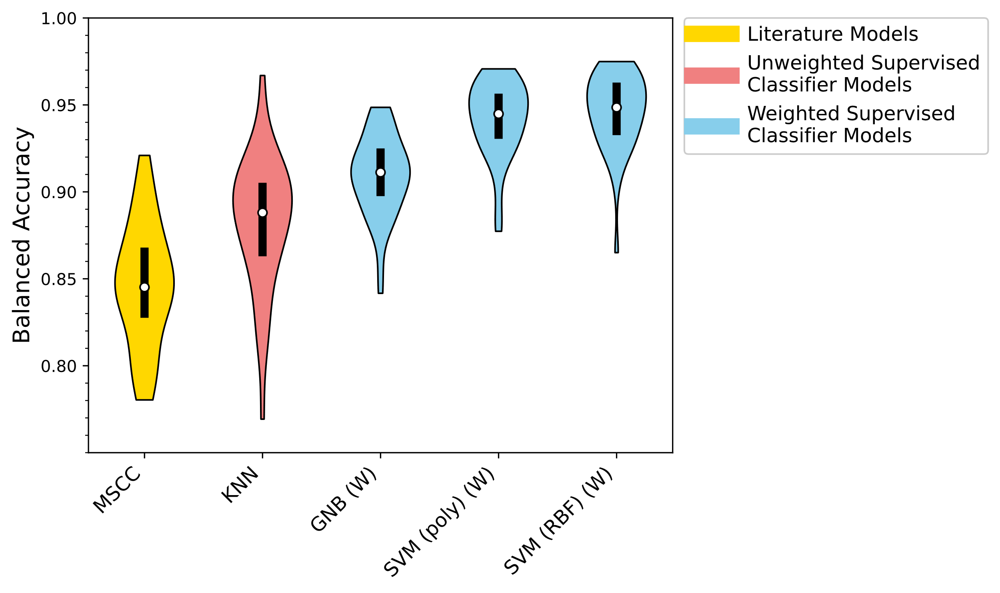 1.00
0.95
0.90
0.85
0.80
Balanced Accuracy
MSCC
KNN
GNB (W)
SVM (poly) (W)
SVM (RBF) (W)
Literature Models
Unweighted Supervised
Classifier Models
Weighted Supervised
Classifier Models